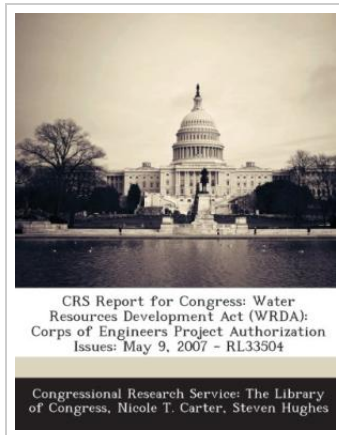 CRS Report for Congress: Water
Resources Development Act (WRDA):
Corps of Engineers Project Authorization
Issues: May 9, 2007 - RL33504
Congressional Research Service: The Library
of Congress, Nicole T. Carter, Steven Hughes